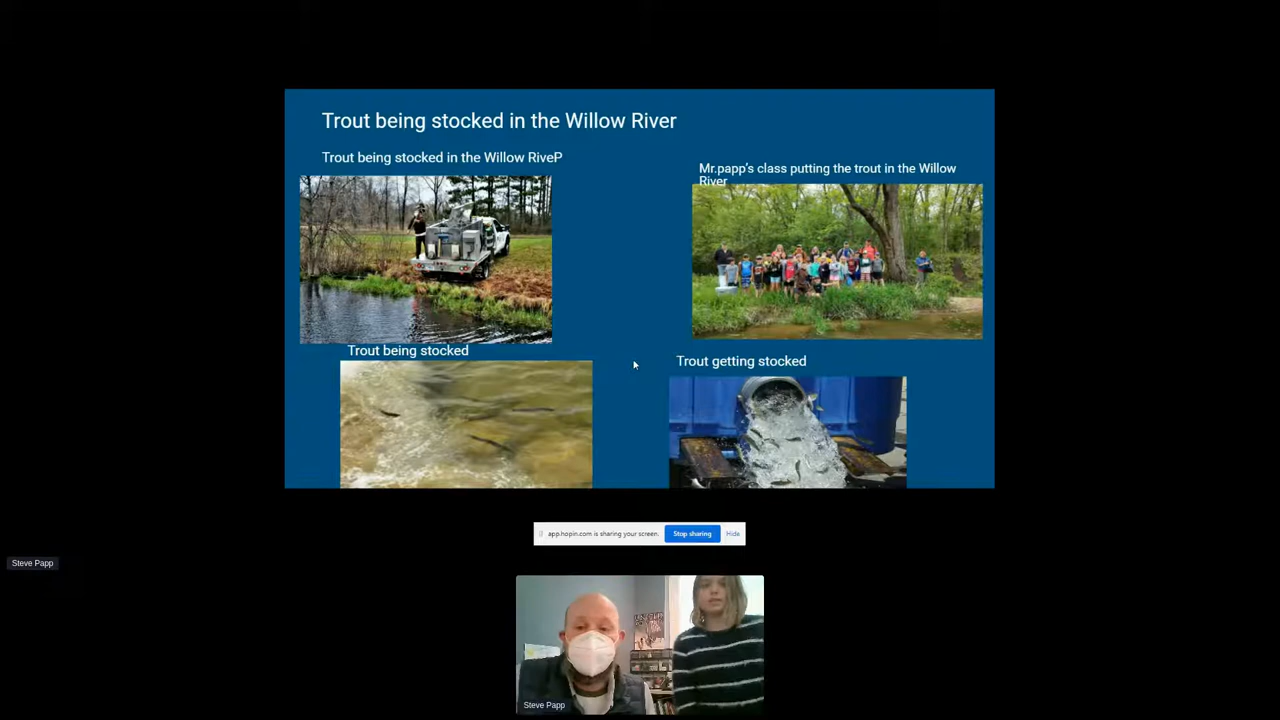 Trout being stocked in the Willow River
Trout being stocked in the Willow RiveP
Mr.papp's class putting the trout in the Willow
River
Trout being stocked
Trout getting stocked
app.hopin.com is sharing your screen.
Stop sharing
Hide
Steve Papp
Steve Papp